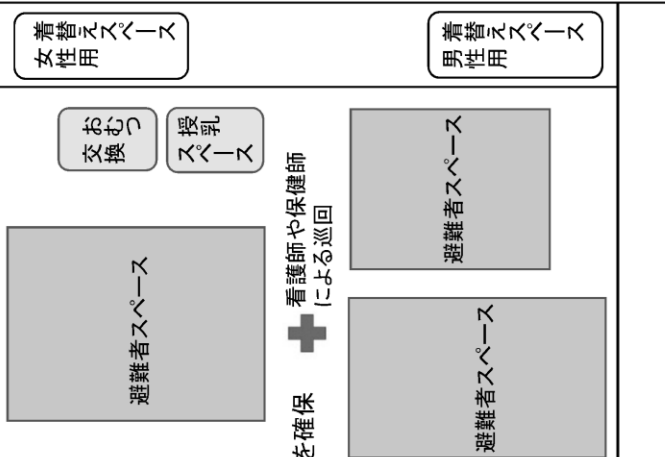 女性用
着替えスペース
男性用
着替えスペース
おむつ
交換
授乳
スペース
避難者スペース
看護師や保健師
による巡回
避難者スペース
避難者スペース
を確保